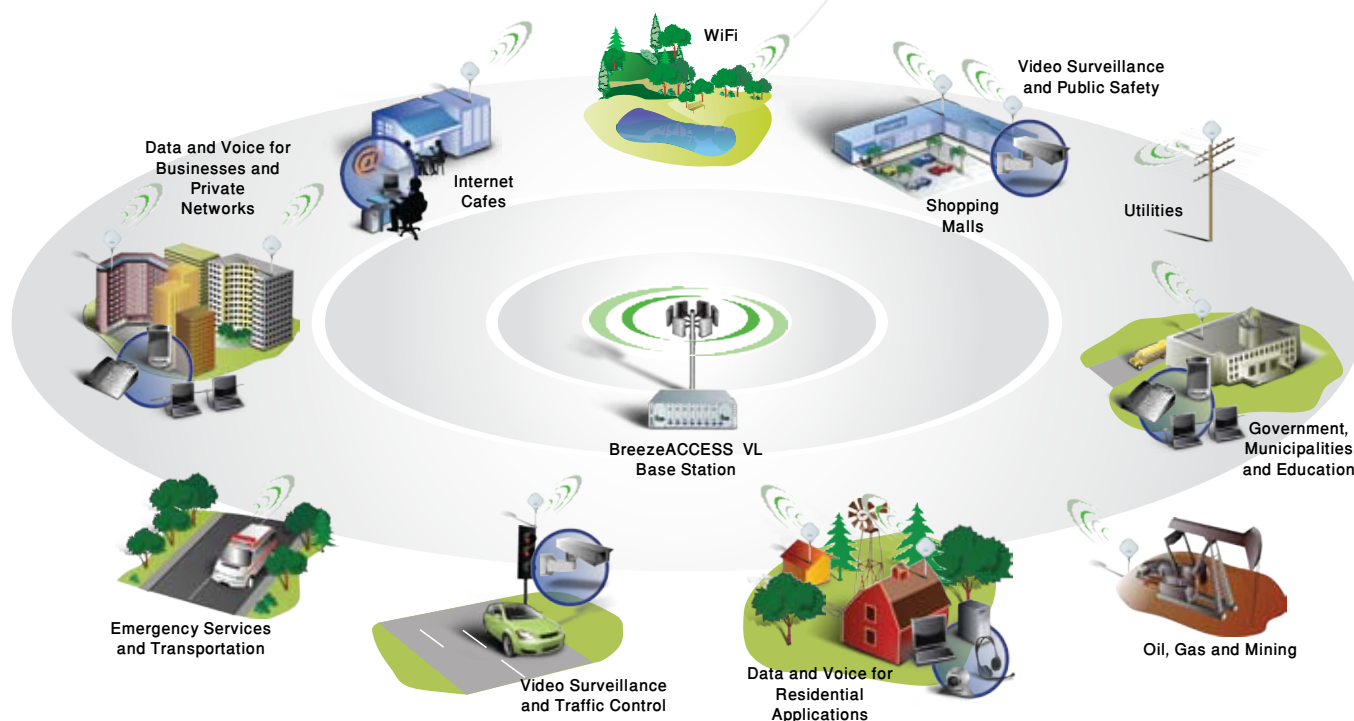 WiFi
Video Surveillance
and Public Safety
Data and Voice for
Businesses and
Private
Networks
@
Internet
Cafes
Shopping
Malls
Utilities
BreezeACCESS VL
Base Station
Government,
Municipalities
and Education
Emergency Services
and Transportation
Video Surveillance
and Traffic Control
Data and Voice for
Residential
Applications
Oil, Gas and Mining